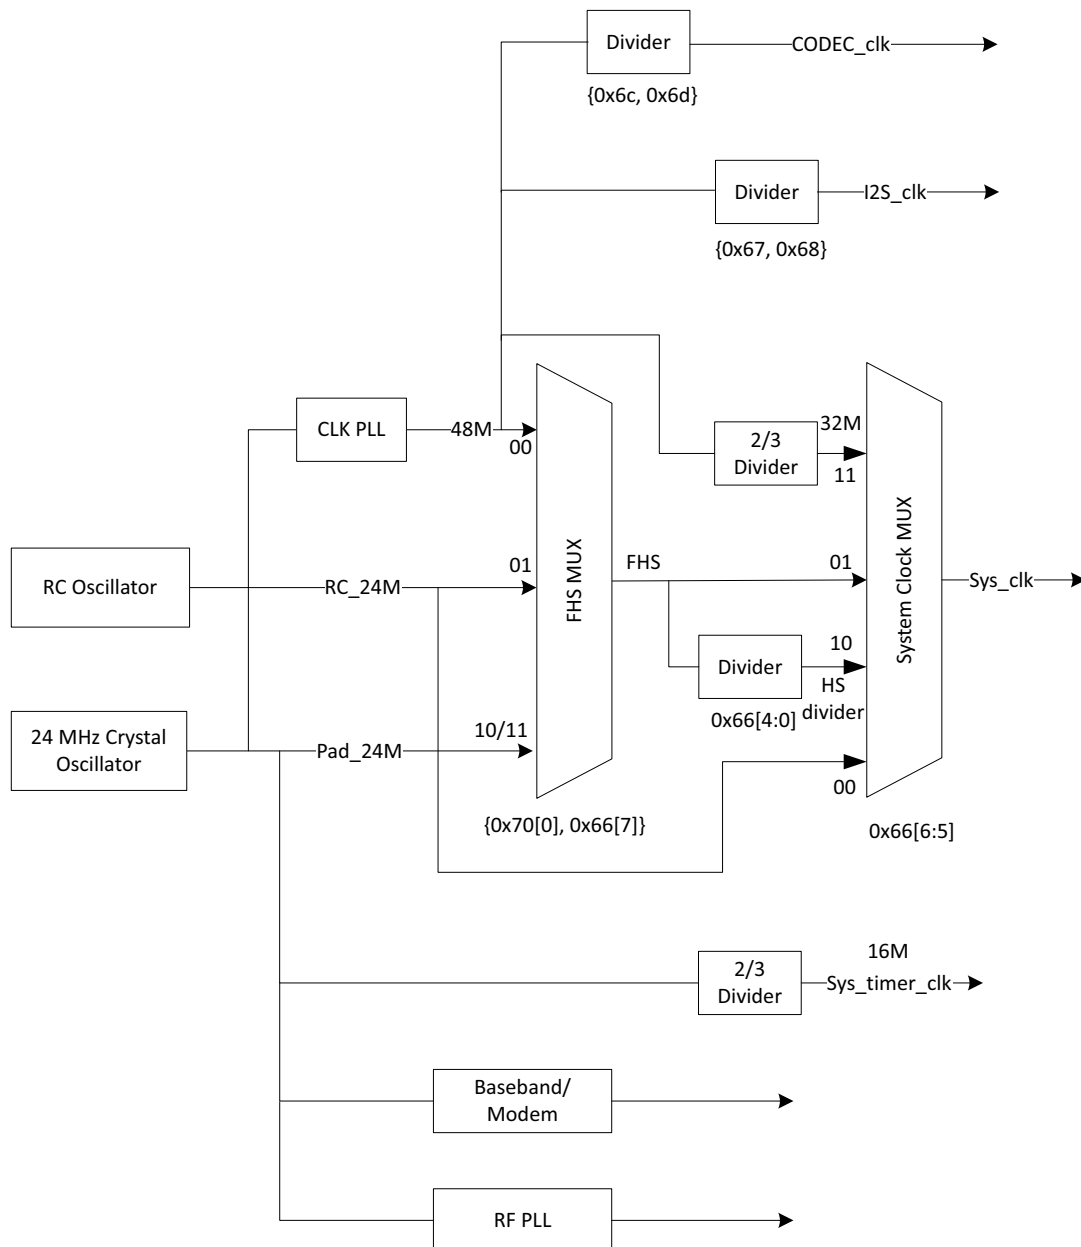 Divider
CODEC_clk
{0x6c, 0x6d}
Divider
I2S_clk
{0x67, 0x68}
CLK PLL
48M
00
2/3
Divider
32M
11
RC Oscillator
RC_24M
01
FHS MUX
FHS
01
System Clock MUX
Sys_clk
Divider
10
HS
divider
0x66[4:0]
24 MHz Crystal
Oscillator
Pad_24M
10/11
00
{0x70[0], 0x66[7]}
0x66[6:5]
2/3
Divider
16M
Sys_timer_clk
Baseband/
Modem
RF PLL